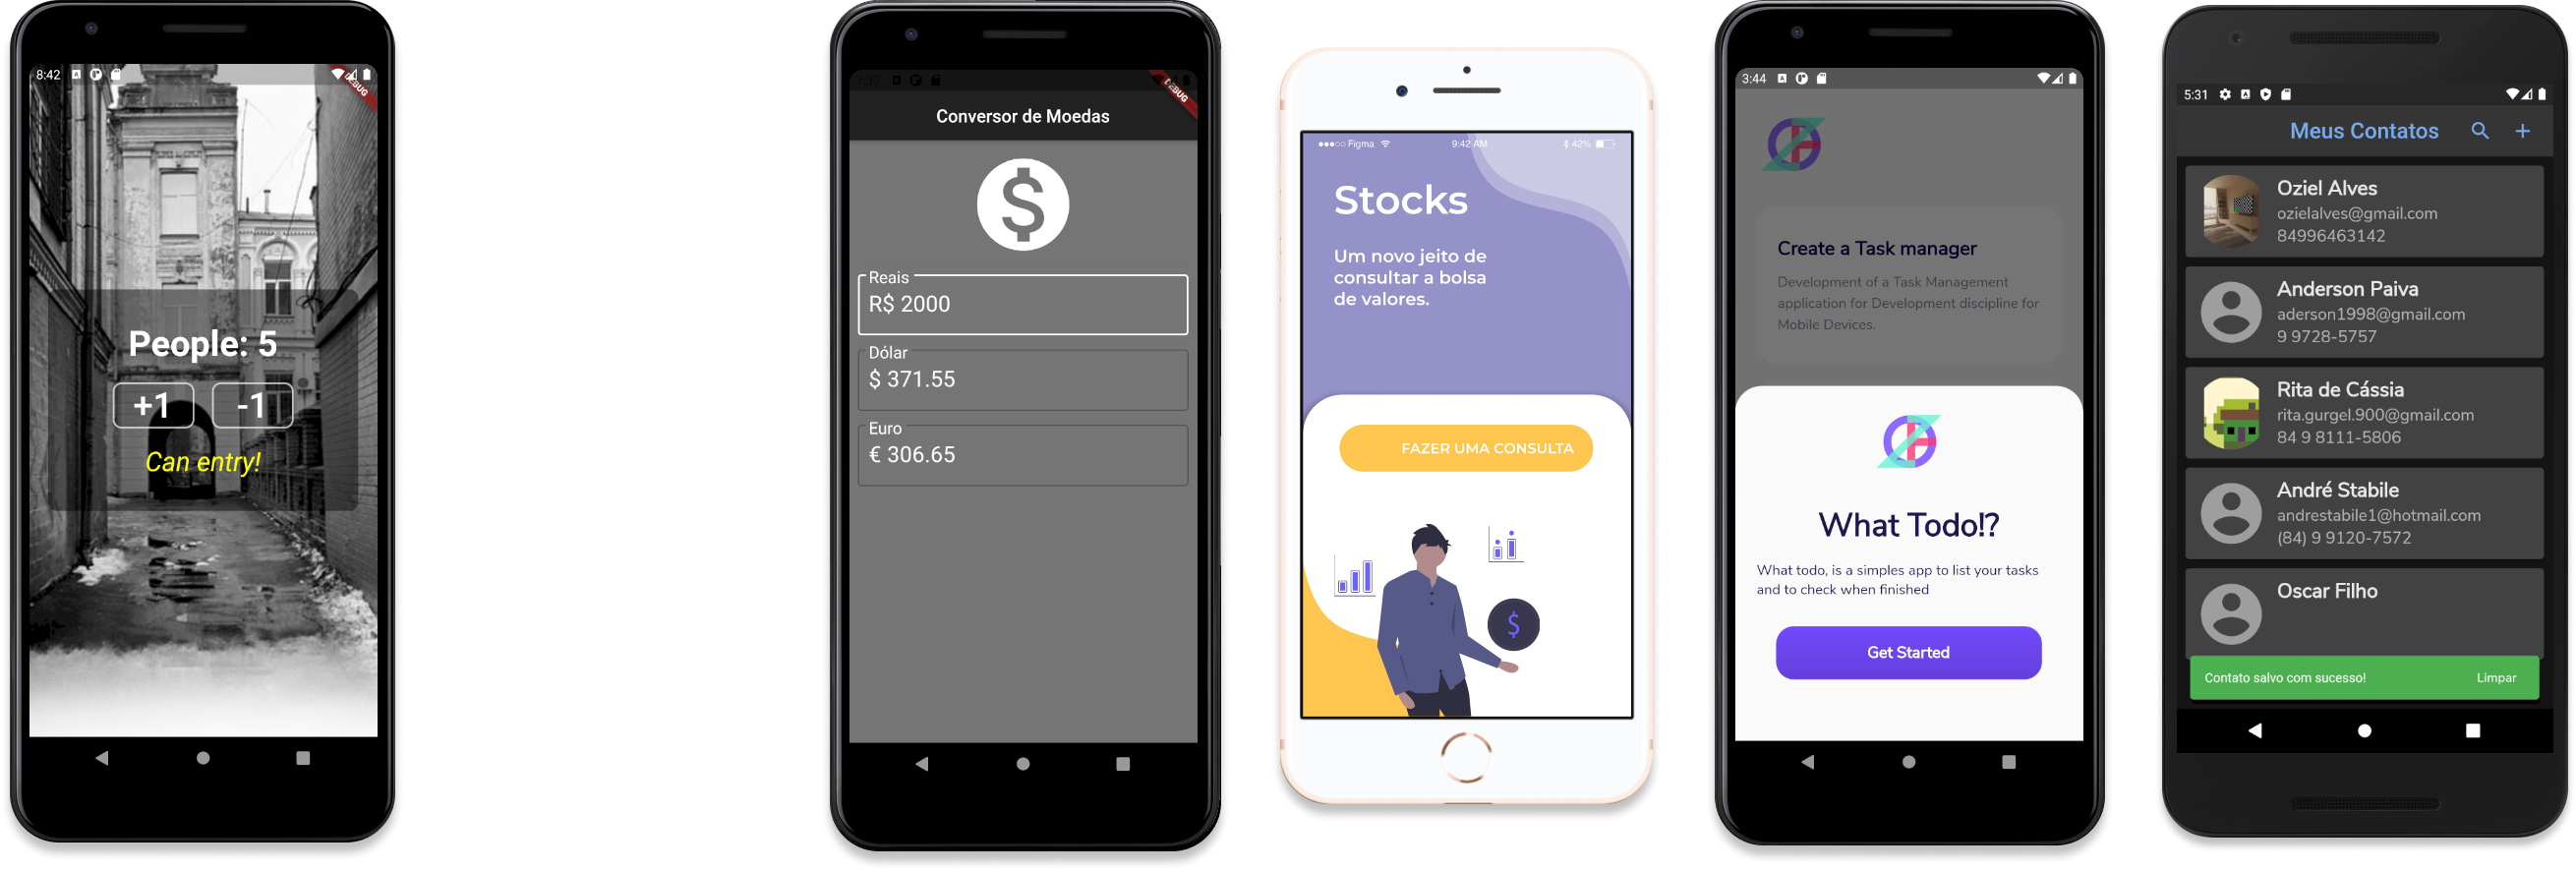 8:42
DEBUG
People: 5
+1
-1
Can entry!
7:37
DEBUG
Conversor de Moedas
$
Reais
R$ 2000
Dólar
$ 371.55
Euro
€ 306.65
Figma
9:42 AM
42%
Stocks
Um novo jeito de
consultar a bolsa
de valores.
FAZER UMA CONSULTA
$
3:44
Create a Task manager
Development of a Task Management
application for Development discipline for
Mobile Devices.
What Todo!?
What todo, is a simples app to list your tasks
and to check when finished
Get Started
5:31
Meus Contatos
+
Oziel Alves
ozielalves@gmail.com
84996463142
Anderson Paiva
aderson1998@gmail.com
9 9728-5757
Rita de Cássia
rita.gurgel.900@gmail.com
84 9 8111-5806
André Stabile
andrestabile1@hotmail.com
(84) 9 9120-7572
Oscar Filho
Contato salvo com sucesso!
Limpar